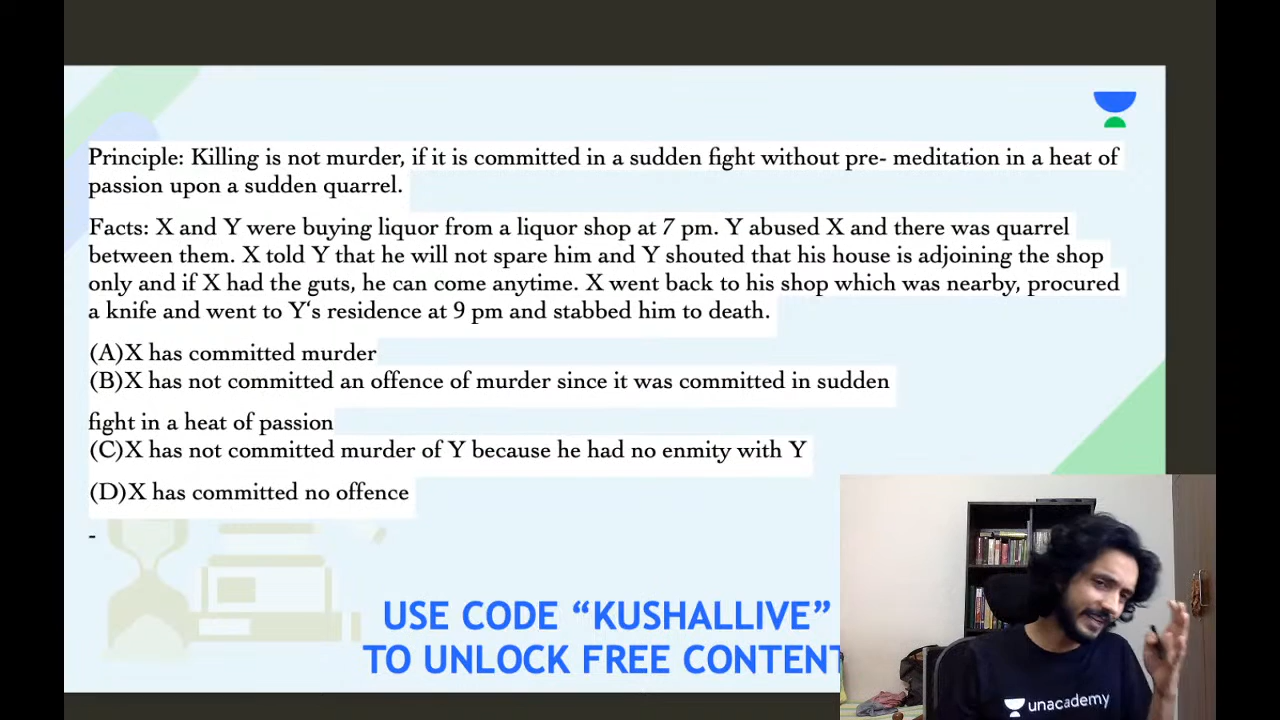 Principle: Killing is not murder, if it is committed in a sudden fight without pre- meditation in a heat of
passion upon a sudden quarrel.
Facts: X and Y were buying liquor from a liquor shop at 7 pm. Y abused X and there was quarrel
between them. X told Y that he will not spare him and Y shouted that his house is adjoining the shop
only and if X had the guts, he can come anytime. X went back to his shop which was nearby, procured
a knife and went to Y‘s residence at 9 pm and stabbed him to death.
(A)X has committed murder
(B)X has not committed an offence of murder since it was committed in sudden
fight in a heat of passion
(C)X has not committed murder of Y because he had no enmity with Y
(D)X has committed no offence
-
USE CODE “KUSHALLIVE”
TO UNLOCK FREE CONTENT
unacademy